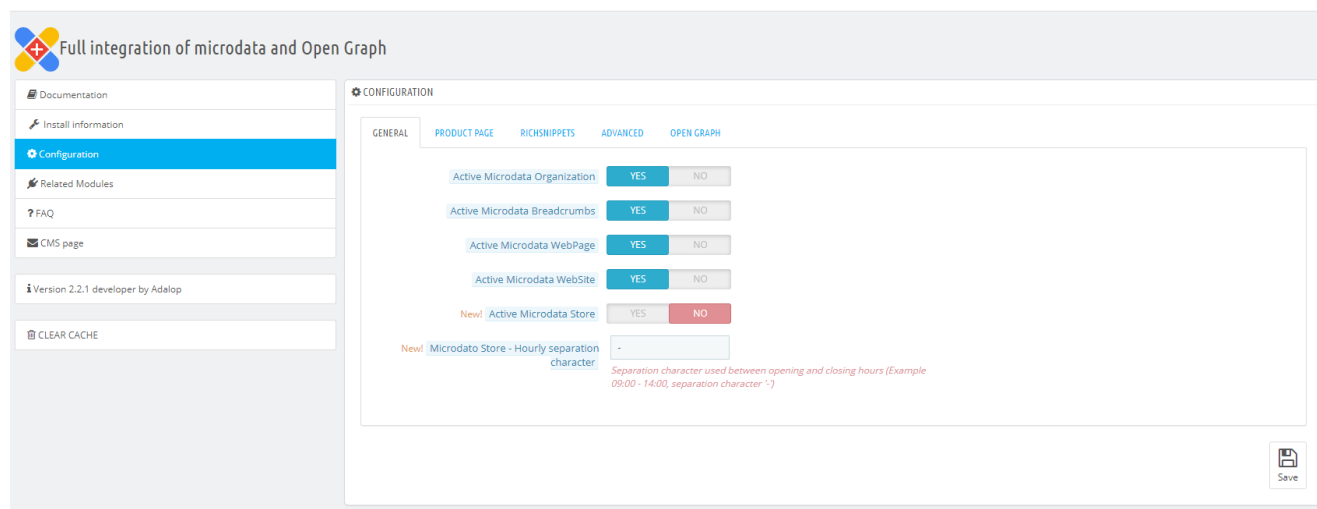 Full integration of microdata and Open Graph
Documentation
Install information
Configuration
Related Modules
? FAQ
CMS page
i Version 2.2.1 developer by Adalop
CLEAR CACHE
CONFIGURATION
GENERAL PRODUCT PAGE RICHSNIPPETS ADVANCED OPEN GRAPH
Active Microdata Organization YES NO
Active Microdata Breadcrumbs YES NO
Active Microdata WebPage YES NO
Active Microdata WebSite YES NO
New! Active Microdata Store YES NO
New! Microdato Store - Hourly separation
character
-
Separation character used between opening and closing hours (Example
09:00 - 14:00, separation character '-')
Save